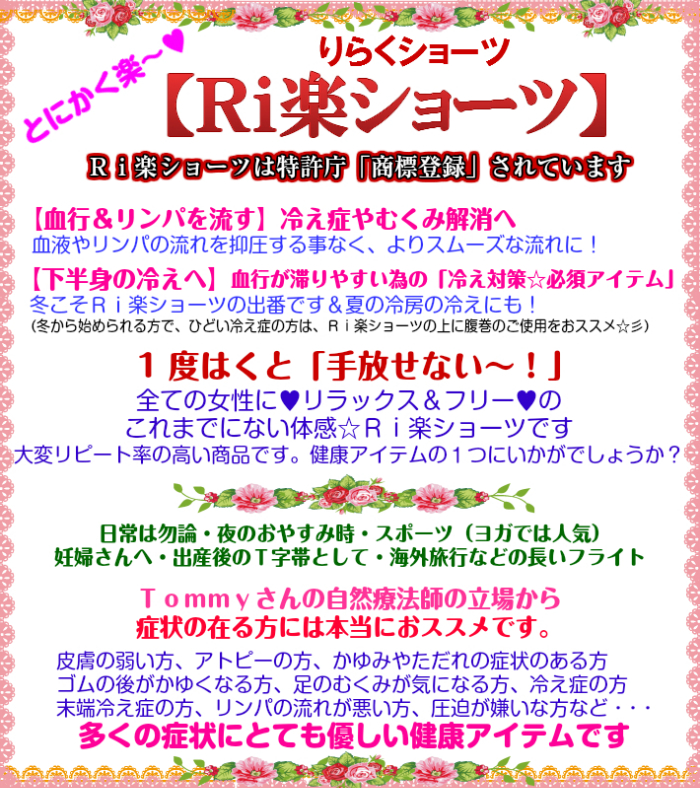 とにかく楽～♥
りらくショーツ
【Ri楽ショーツ】
Ｒｉ楽ショーツは特許庁「商標登録」されています
【血行＆リンパを流す】冷え症やむくみ解消へ
血液やリンパの流れを抑圧する事なく、よりスムーズな流れに！
【下半身の冷えへ】血行が滞りやすい為の「冷え対策☆必須アイテム」
冬こそＲｉ楽ショーツの出番です＆夏の冷房の冷えにも！
(冬から始められる方で、ひどい冷え症の方は、Ｒｉ楽ショーツの上に腹巻のご使用をおススメ☆彡)
１度はくと「手放せない～！」
全ての女性に♥リラックス＆フリー♥の
これまでにない体感☆Ｒｉ楽ショーツです
大変リピート率の高い商品です。健康アイテムの１つにいかがでしょうか？
日常は勿論・夜のおやすみ時・スポーツ（ヨガでは人気）
妊婦さんへ・出産後のＴ字帯として・海外旅行などの長いフライト
Ｔｏｍｍｙさんの自然療法師の立場から
症状の在る方には本当におススメです。
皮膚の弱い方、アトピーの方、かゆみやただれの症状のある方
ゴムの後がかゆくなる方、足のむくみが気になる方、冷え症の方
末端冷え症の方、リンパの流れが悪い方、圧迫が嫌いな方など・・・
多くの症状にとても優しい健康アイテムです